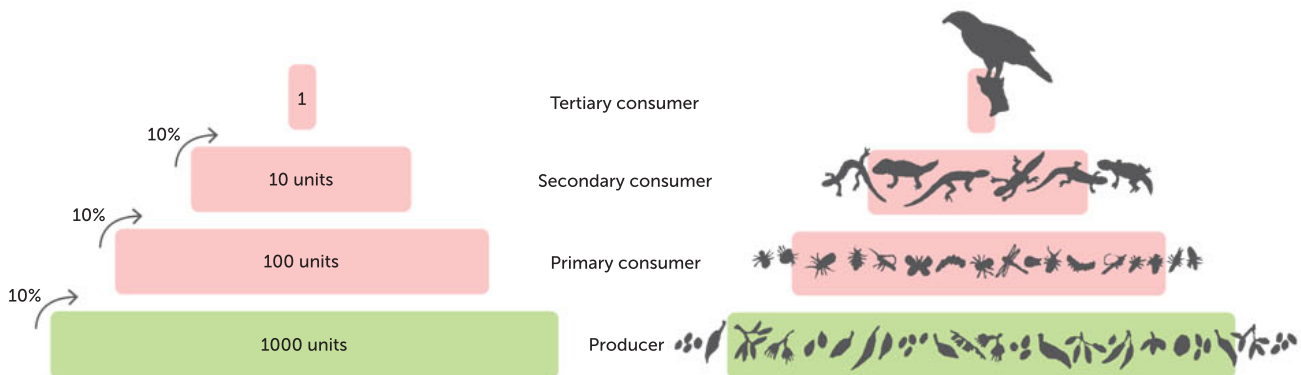 1
Tertiary consumer
10%
10 units
Secondary consumer
10%
100 units
Primary consumer
10%
1000 units
Producer